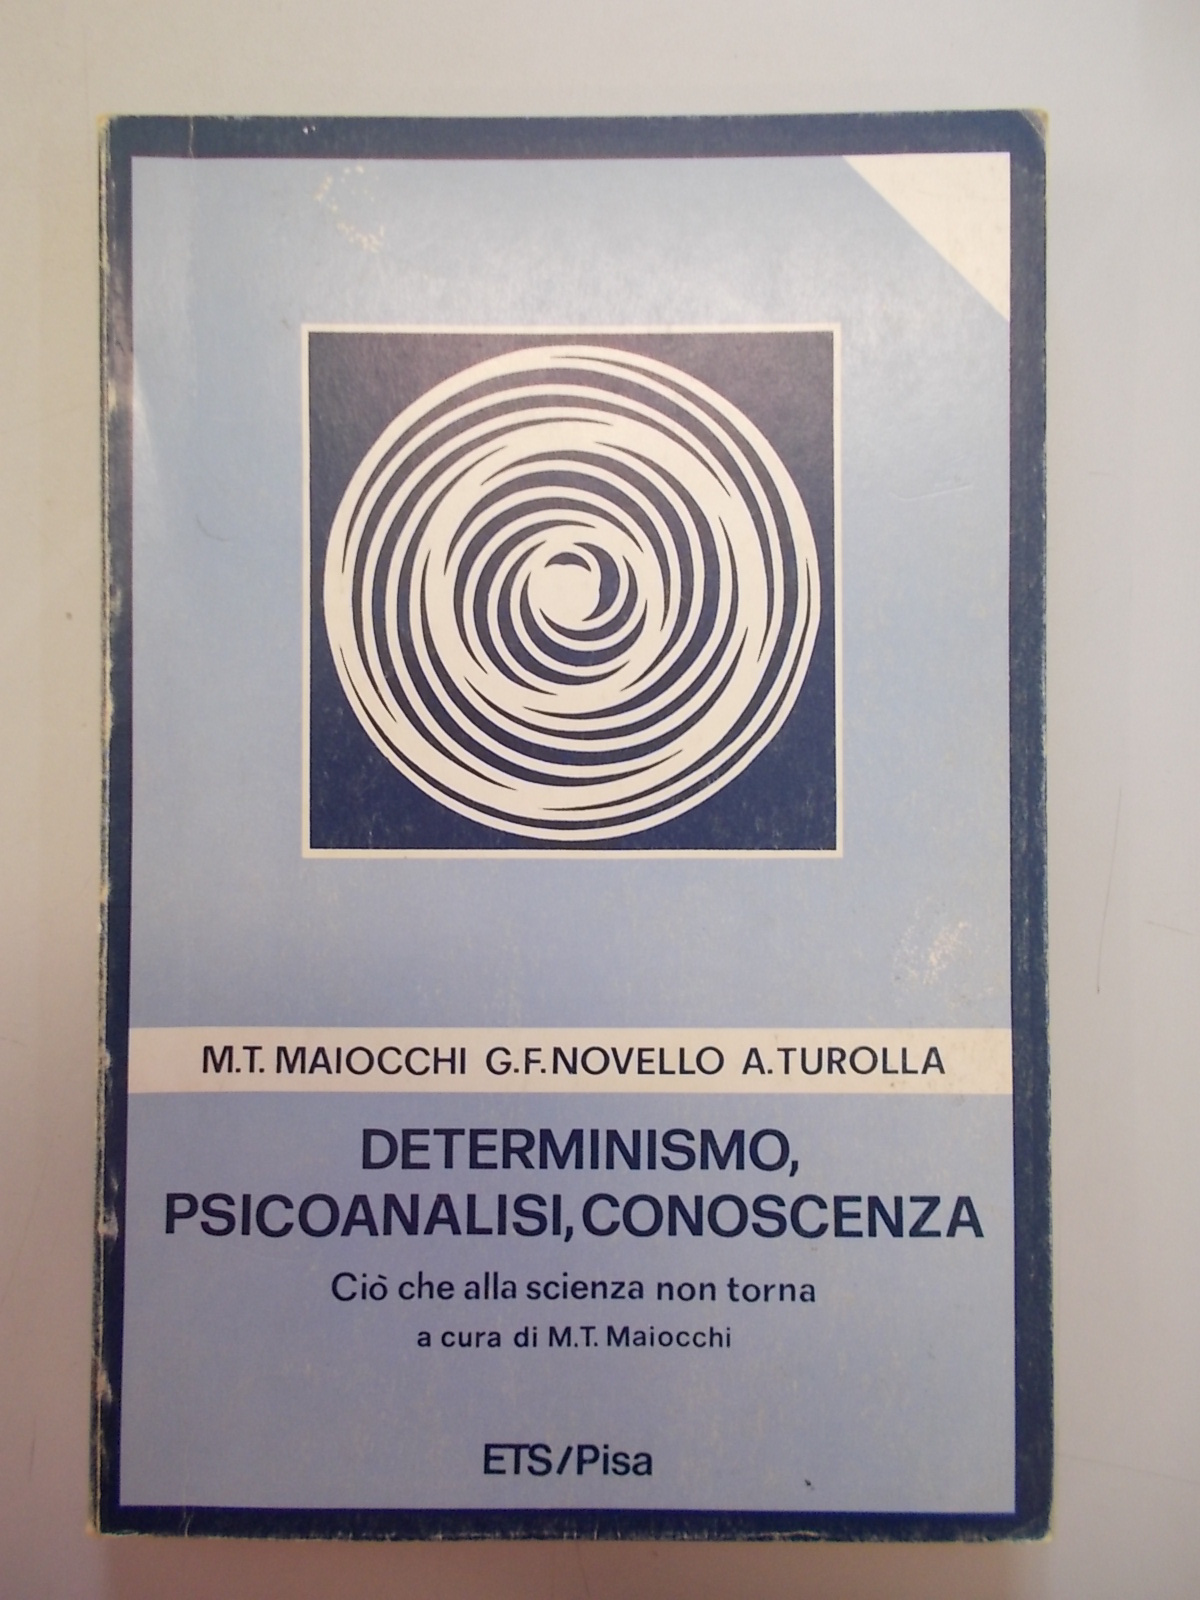 M.T. MAIOCCHI G.F.NOVELLO A.TUROLLA
DETERMINISMO,
PSICOANALISI, CONOSCENZA
Ciò che alla scienza non torna
a cura di M.T. Maiocchi
ETS/Pisa